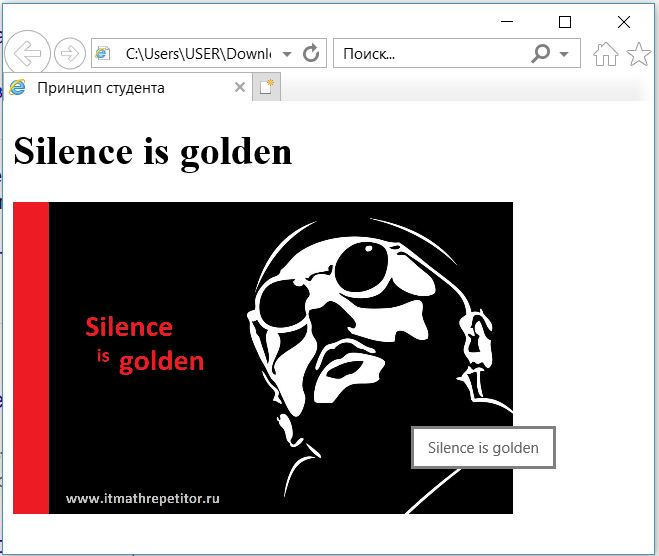 C:\Users\USER\Downl
Поиск...
Принцип студента
Silence is golden
Silence
is golden
Silence is golden
www.itmathrepetitor.ru